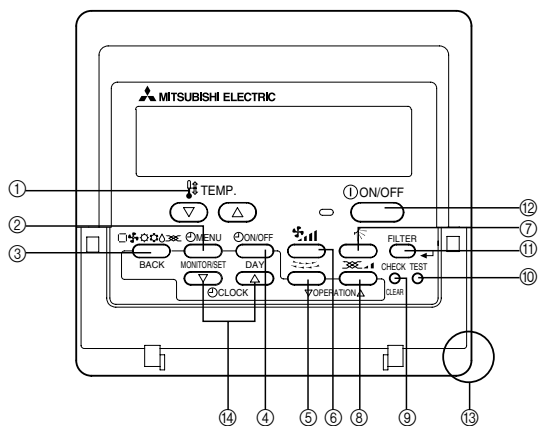 MITSUBISHI ELECTRIC
① TEMP. ON/OFF ⑫
② MENU ON/OFF ⑦
③ BACK MONITOR/SET DAY FILTER ⑪
CHECK TEST ⑩
CLOCK ▽OPERATION△ CLEAR
⑭ ④ ⑤ ⑥ ⑧ ⑨ ⑬